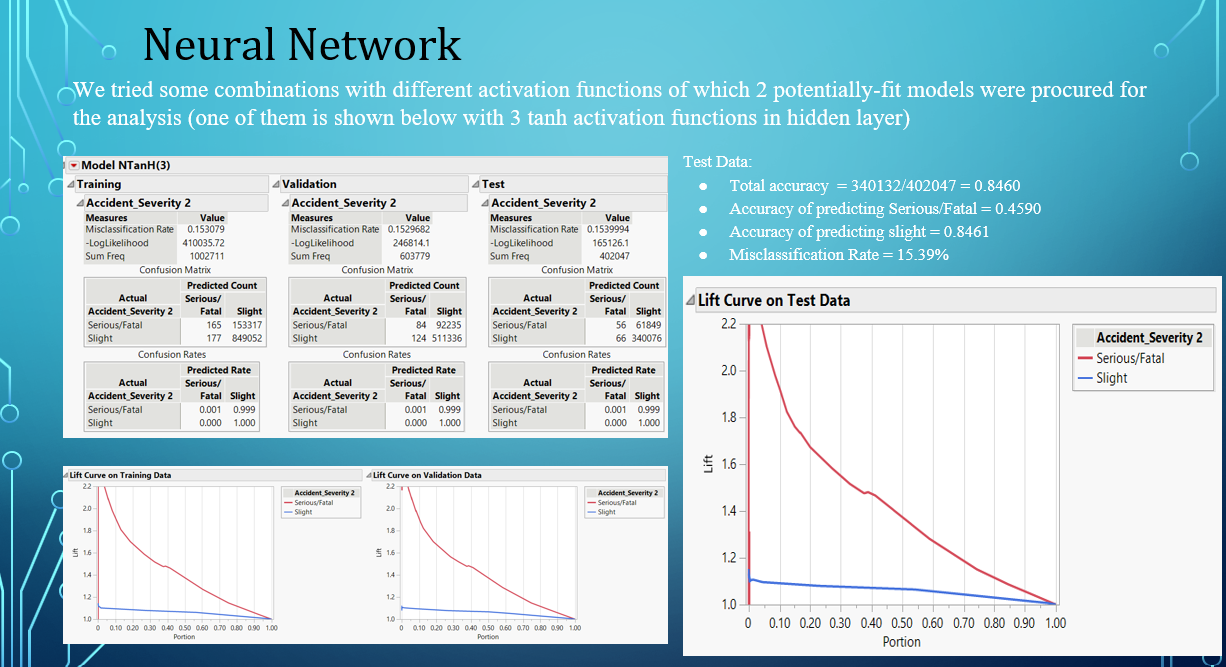 Neural Network
We tried some combinations with different activation functions of which 2 potentially-fit models were procured for
the analysis (one of them is shown below with 3 tanh activation functions in hidden layer)
Model NTanH(3)
Training
Accident_Severity 2
Measures Value
Misclassification Rate 0.153079
-LogLikelihood 410035.72
Sum Freq 1002711
Confusion Matrix
Predicted Count
Actual Serious/
Accident_Severity 2 Fatal Slight
Serious/Fatal 165 153317
Slight 177 849052
Confusion Rates
Predicted Rate
Actual Serious/
Accident_Severity 2 Fatal Slight
Serious/Fatal 0.001 0.999
Slight 0.000 1.000
Validation
Accident_Severity 2
Measures Value
Misclassification Rate 0.1529682
-LogLikelihood 246814.1
Sum Freq 603779
Confusion Matrix
Predicted Count
Actual Serious/
Accident_Severity 2 Fatal Slight
Serious/Fatal 84 92235
Slight 124 511336
Confusion Rates
Predicted Rate
Actual Serious/
Accident_Severity 2 Fatal Slight
Serious/Fatal 0.001 0.999
Slight 0.000 1.000
Test
Accident_Severity 2
Measures Value
Misclassification Rate 0.1539994
-LogLikelihood 165126.1
Sum Freq 402047
Confusion Matrix
Predicted Count
Actual Serious/
Accident_Severity 2 Fatal Slight
Serious/Fatal 56 61849
Slight 66 340076
Confusion Rates
Predicted Rate
Actual Serious/
Accident_Severity 2 Fatal Slight
Serious/Fatal 0.001 0.999
Slight 0.000 1.000
Test Data:
● Total accuracy = 340132/402047 = 0.8460
● Accuracy of predicting Serious/Fatal = 0.4590
● Accuracy of predicting slight = 0.8461
● Misclassification Rate = 15.39%
Lift Curve on Training Data
2.2
2.0
1.8
1.6
1.4
1.2
1.0
Lift
0 0.10 0.20 0.30 0.40 0.50 0.60 0.70 0.80 0.90 1.00
Portion
Accident_Severity 2
Serious/Fatal
Slight
Lift Curve on Validation Data
2.2
2.0
1.8
1.6
1.4
1.2
1.0
Lift
0 0.10 0.20 0.30 0.40 0.50 0.60 0.70 0.80 0.90 1.00
Portion
Accident_Severity 2
Serious/Fatal
Slight
Lift Curve on Test Data
2.2
2.0
1.8
1.6
1.4
1.2
1.0
Lift
0 0.10 0.20 0.30 0.40 0.50 0.60 0.70 0.80 0.90 1.00
Portion
Accident_Severity 2
Serious/Fatal
Slight